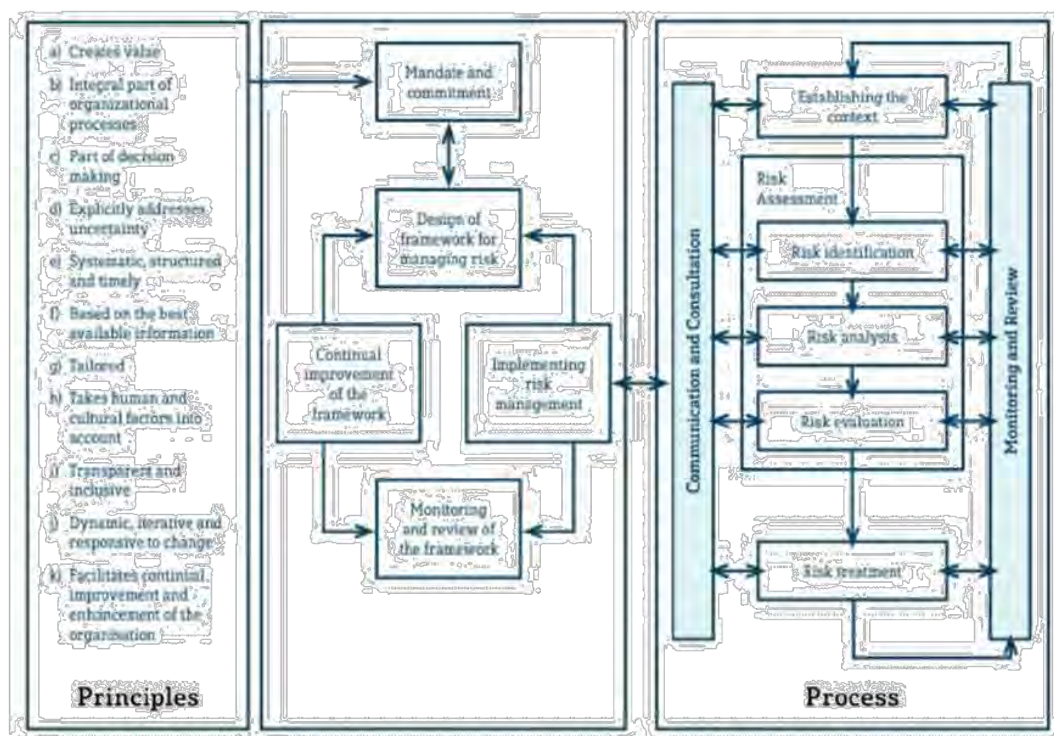 a) Creates value
b) Integral part of
organizational
processes
c) Part of decision
making
d) Explicitly addresses
uncertainty
e) Systematic, structured
and timely
f) Based on the best
available information
g) Tailored
h) Takes human and
cultural factors into
account
i) Transparent and
inclusive
j) Dynamic, iterative and
responsive to change
k) Facilitates continual
improvement and
enhancement of the
organisation
Principles
Mandate and
commitment
Design of
framework for
managing risk
Continual
improvement
of the
framework
Implementing
risk
management
Monitoring
and review of
the framework
Communication and Consultation
Establishing the
context
Risk
Assessment
Risk identification
Risk analysis
Risk evaluation
Risk treatment
Monitoring and Review
Process